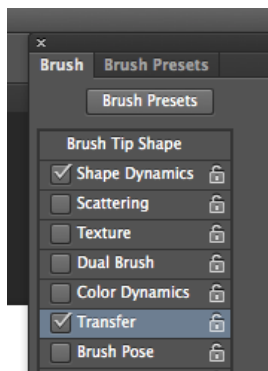 Brush Brush Presets
Brush Presets
Brush Tip Shape
Shape Dynamics
Scattering
Texture
Dual Brush
Color Dynamics
Transfer
Brush Pose